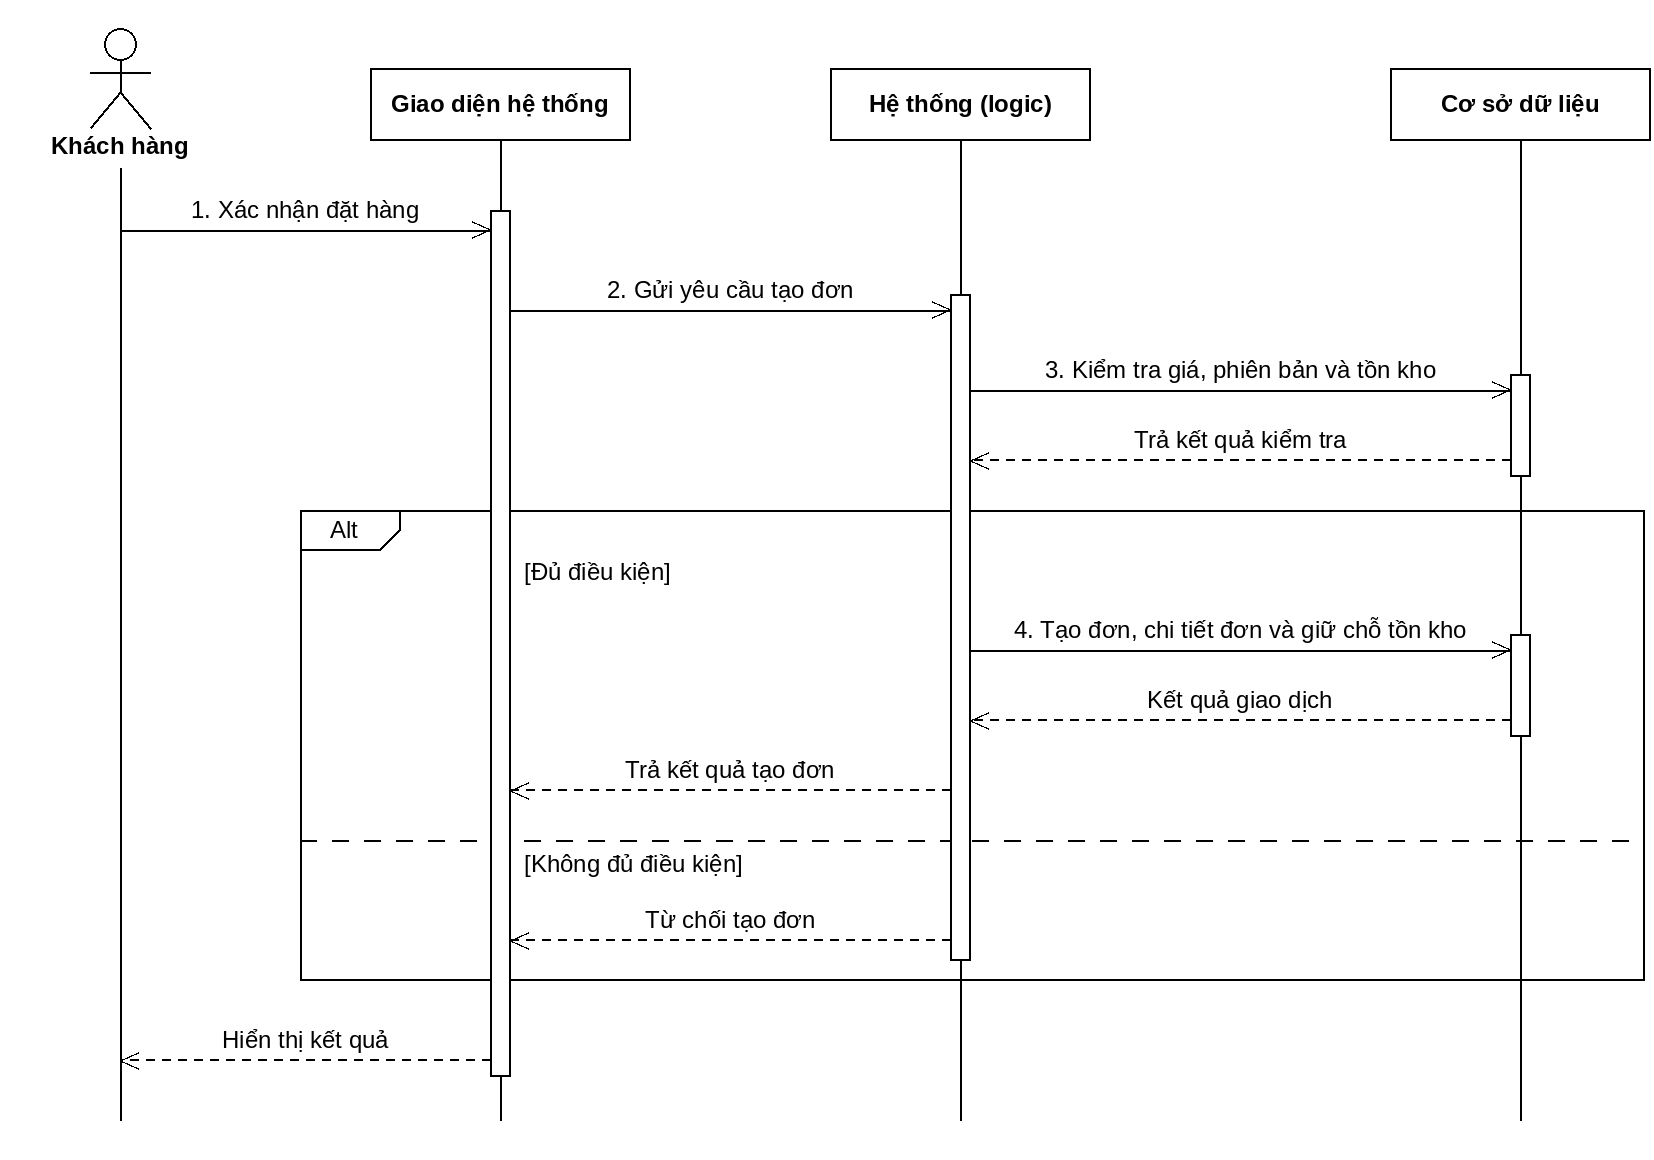 Khách hàng
Giao diện hệ thống
Hệ thống (logic)
Cơ sở dữ liệu
1. Xác nhận đặt hàng
2. Gửi yêu cầu tạo đơn
3. Kiểm tra giá, phiên bản và tồn kho
Trả kết quả kiểm tra
Alt
[Đủ điều kiện]
4. Tạo đơn, chi tiết đơn và giữ chỗ tồn kho
Kết quả giao dịch
Trả kết quả tạo đơn
[Không đủ điều kiện]
Từ chối tạo đơn
Hiển thị kết quả